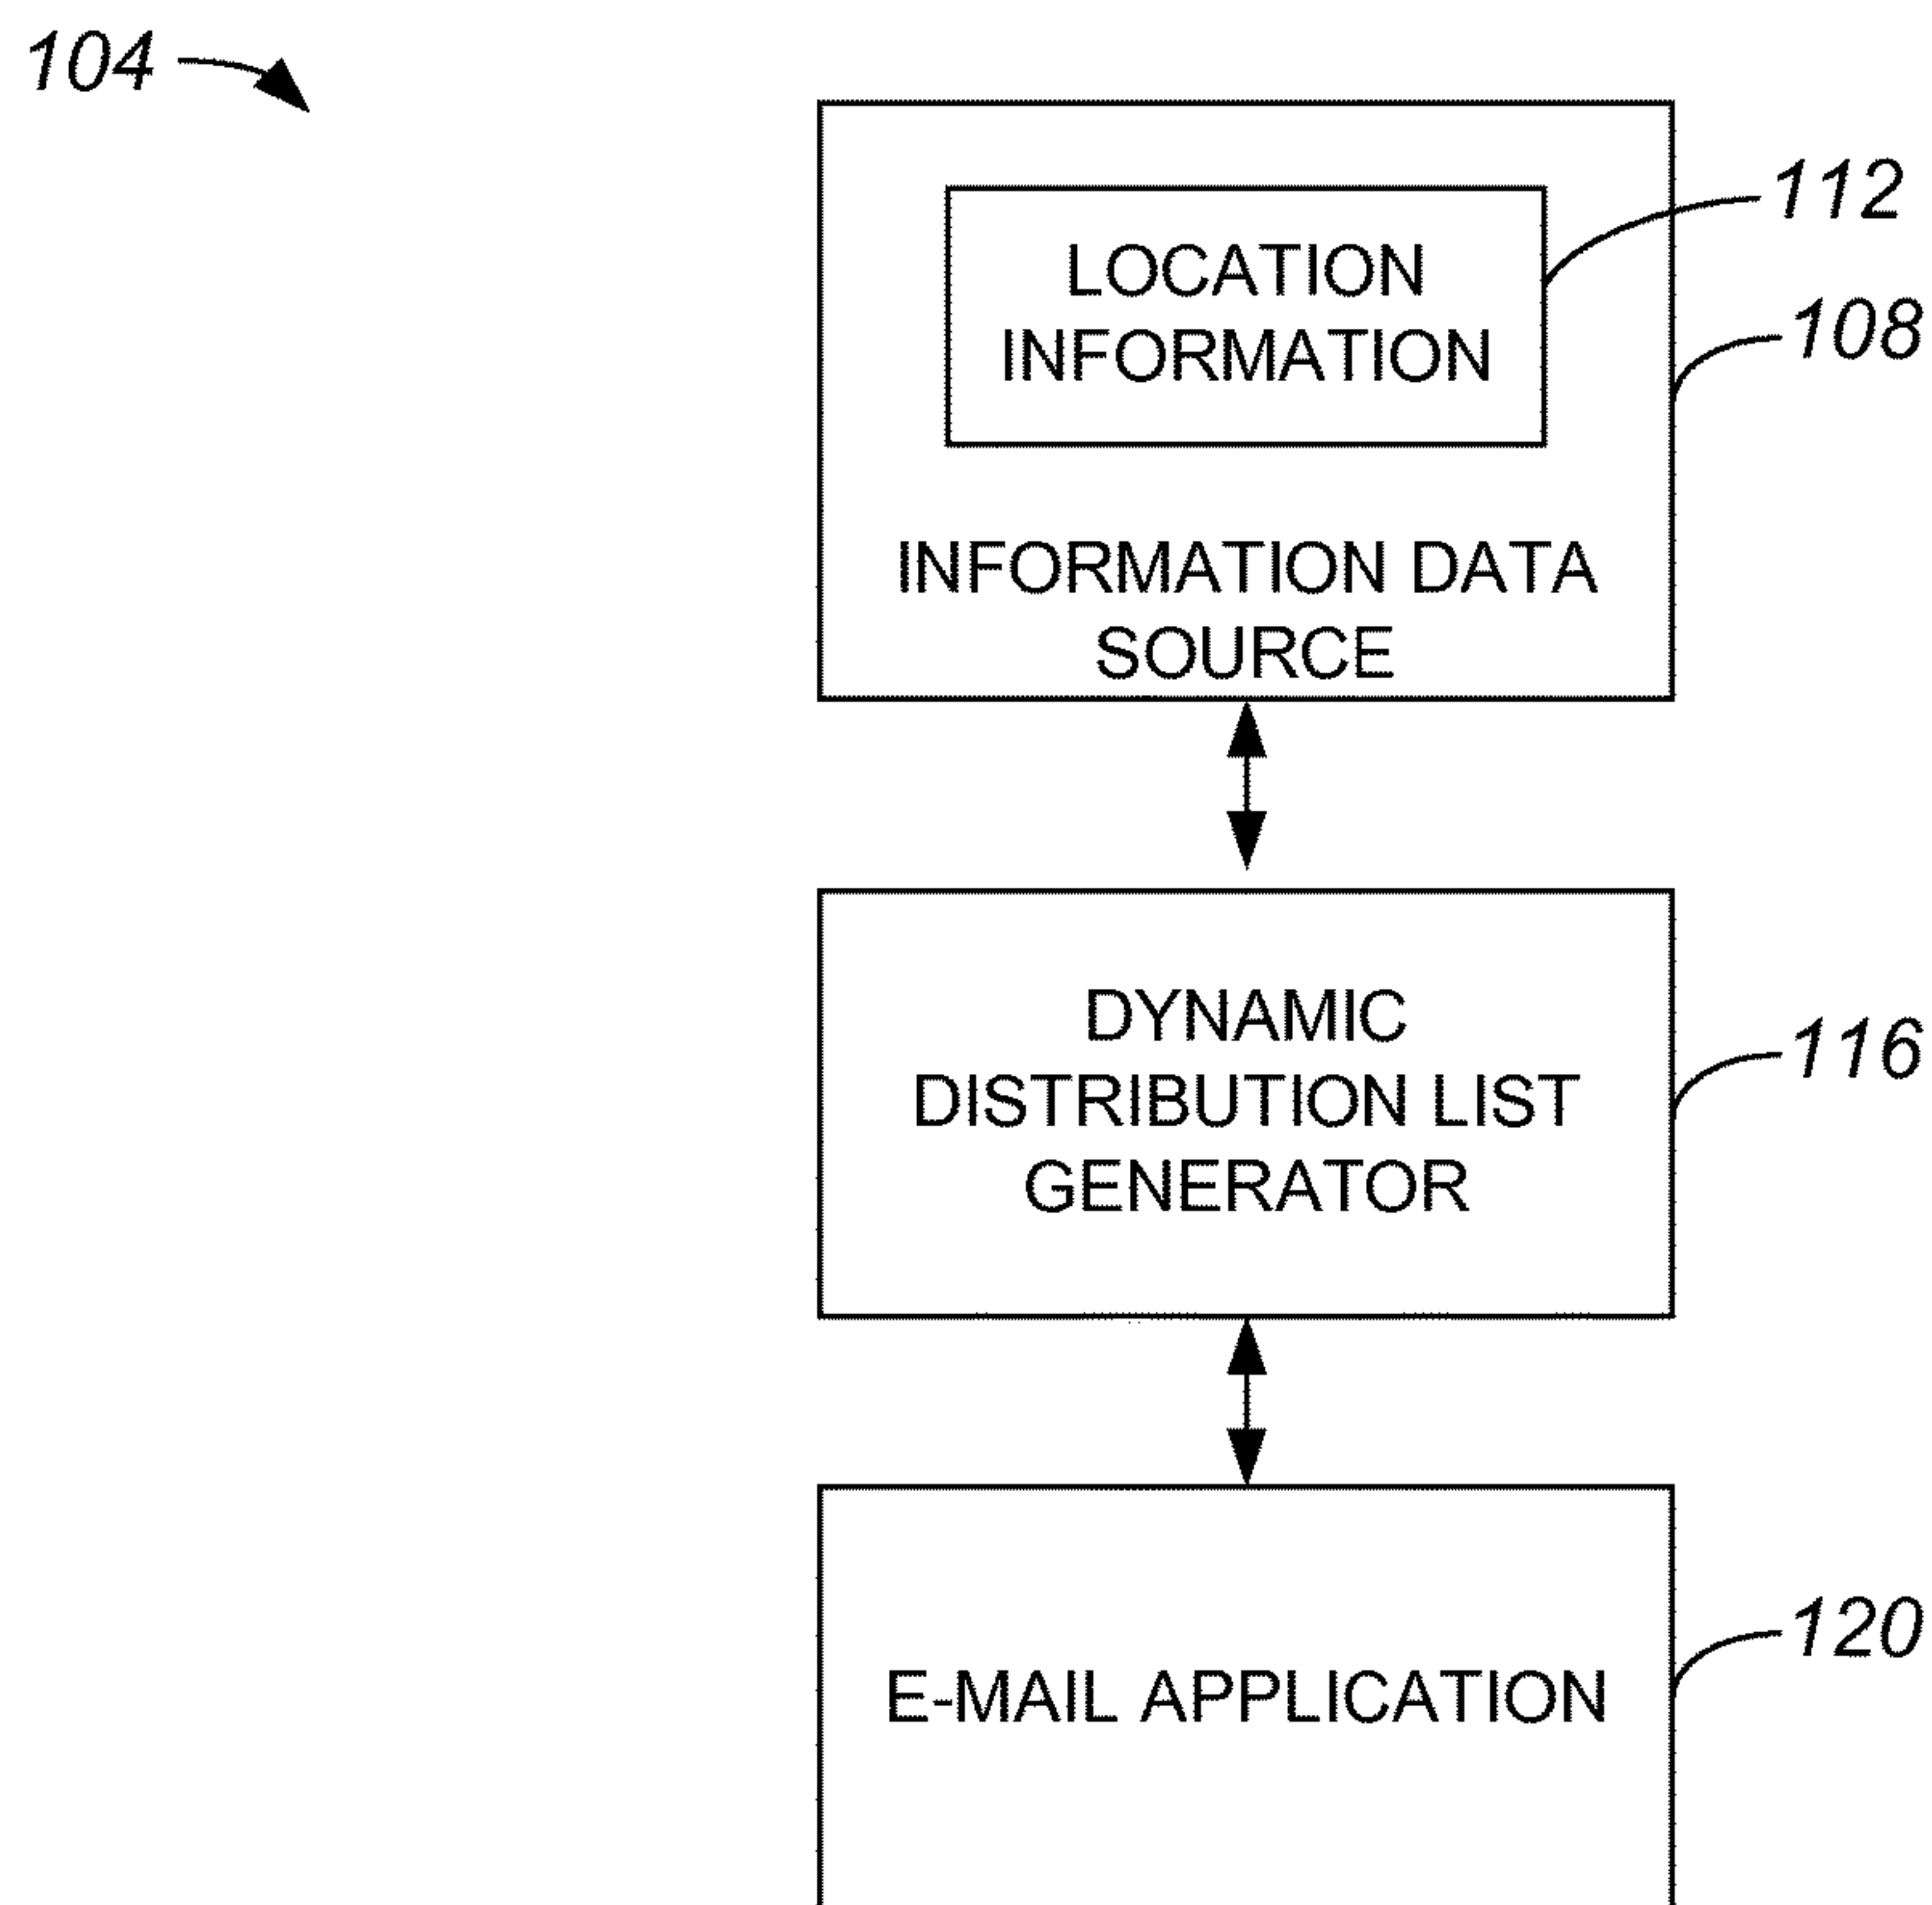 104
LOCATION
INFORMATION
112
108
INFORMATION DATA
SOURCE
DYNAMIC
DISTRIBUTION LIST
GENERATOR
116
E-MAIL APPLICATION
120